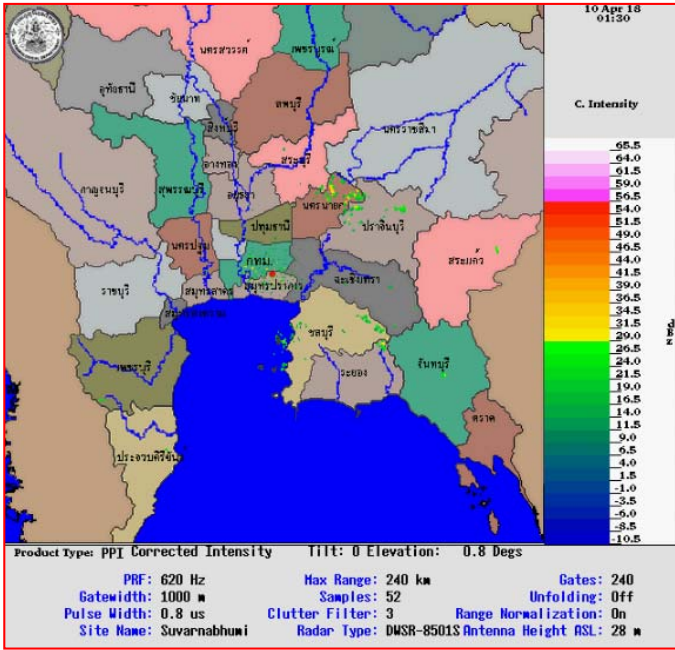 10 Apr 18
01:30
C. Intensity
65.5
64.0
61.5
59.0
56.5
54.0
51.5
49.0
46.5
44.0
41.5
39.0
36.5
34.0
31.5
29.0
26.5
24.0
21.5
19.0
16.5
14.0
11.5
9.0
6.5
4.0
1.5
-1.0
-3.5
-6.0
-8.5
-10.5
นครสวรรค์
เพชรบูรณ์
อุทัยธานี
ชัยนาท
ลพบุรี
สิงหบุรี
นครราชสีมา
อ่างทอง
สระบุรี
กาญจนบุรี
สุพรรณบุรี
อยุธยา
นครนายก
ปราจีนบุรี
ปทุมธานี
นครปฐม
กทม.
สระแก้ว
ราชบุรี
สมุทรสาคร
สมุทรปราการ
ฉะเชิงเทรา
ชลบุรี
เพชรบุรี
ระยอง
จันทบุรี
ตราด
ประจวบคีรีขัน
Product Type: PPI Corrected Intensity Tilt: 0 Elevation: 0.8 Degs
PRF: 620 Hz Max Range: 240 km Gates: 240
Gatewidth: 1000 m Samples: 52 Unfolding: Off
Pulse Width: 0.8 us Clutter Filter: 3 Range Normalization: On
Site Name: Suvarnabhumi Radar Type: DWSR-8501S Antenna Height ASL: 28 m